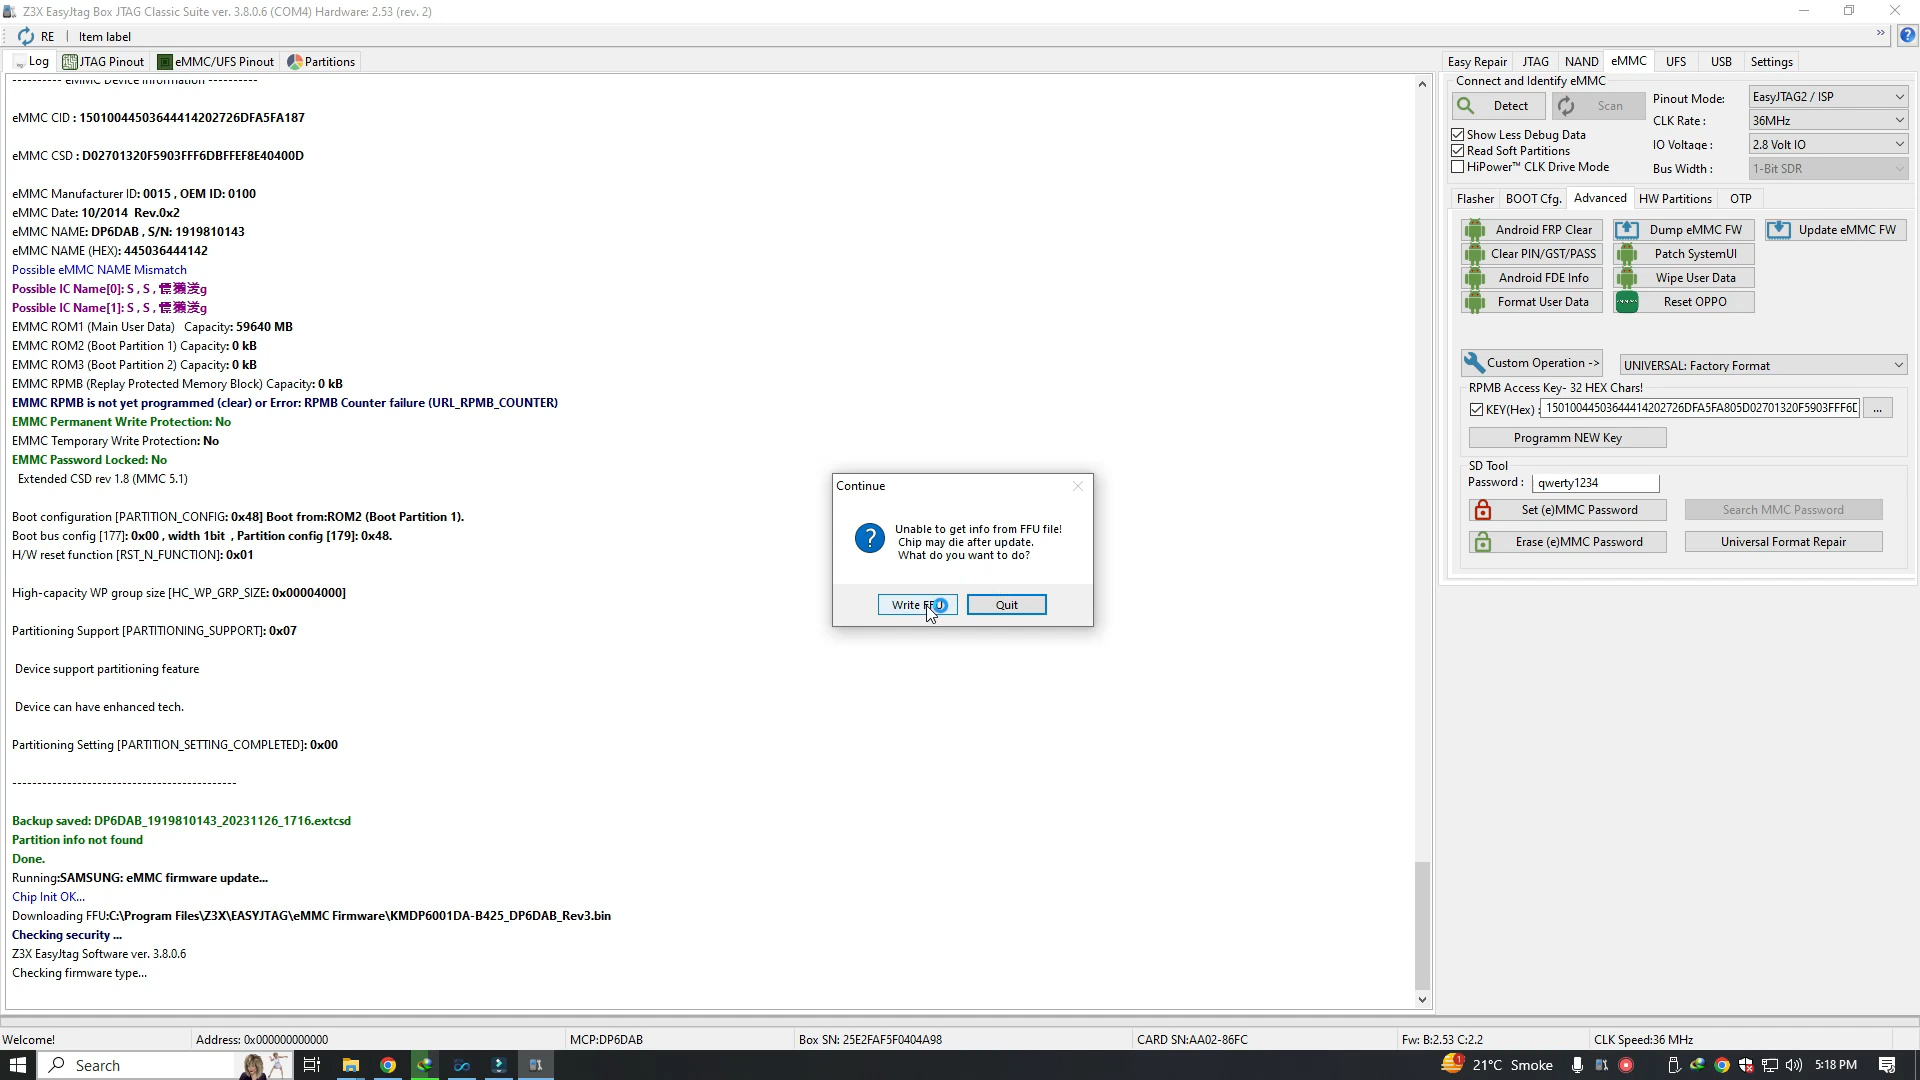 Z3X EasyJtag Box JTAG Classic Suite ver. 3.8.0.6 (COM4) Hardware: 2.53 (rev. 2)
RE | Item label
Log JTAG Pinout eMMC/UFS Pinout Partitions
---------- eMMC Device Information ----------
eMMC CID : 15010044503644414202726DFA5FA187
eMMC CSD : D02701320F5903FFF6DBFFEF8E40400D
eMMC Manufacturer ID: 0015 , OEM ID: 0100
eMMC Date: 10/2014 Rev.0x2
eMMC NAME: DP6DAB , S/N: 1919810143
eMMC NAME (HEX): 445036444142
Possible eMMC NAME Mismatch
Possible IC Name[0]: S , S ,
Possible IC Name[1]: S , S ,
EMMC ROM1 (Main User Data) Capacity: 59640 MB
EMMC ROM2 (Boot Partition 1) Capacity: 0 kB
EMMC ROM3 (Boot Partition 2) Capacity: 0 kB
EMMC RPMB (Replay Protected Memory Block) Capacity: 0 kB
EMMC RPMB is not yet programmed (clear) or Error: RPMB Counter failure (URL_RPMB_COUNTER)
EMMC Permanent Write Protection: No
EMMC Temporary Write Protection: No
EMMC Password Locked: No
Extended CSD rev 1.8 (MMC 5.1)
Boot configuration [PARTITION_CONFIG: 0x48] Boot from:ROM2 (Boot Partition 1).
Boot bus config [177]: 0x00 , width 1bit , Partition config [179]: 0x48.
H/W reset function [RST_N_FUNCTION]: 0x01
High-capacity WP group size [HC_WP_GRP_SIZE: 0x00004000]
Partitioning Support [PARTITIONING_SUPPORT]: 0x07
Device support partitioning feature
Device can have enhanced tech.
Partitioning Setting [PARTITION_SETTING_COMPLETED]: 0x00
---------------------------------------------
Backup saved: DP6DAB_1919810143_20231126_1716.extcsd
Partition info not found
Done.
Running:SAMSUNG: eMMC firmware update...
Chip Init OK...
Downloading FFU:C:\Program Files\Z3X\EASYJTAG\eMMC Firmware\KMDP6001DA-B425_DP6DAB_Rev3.bin
Checking security ...
Z3X EasyJtag Software ver. 3.8.0.6
Checking firmware type...
Continue
Unable to get info from FFU file!
Chip may die after update.
What do you want to do?
Write FFU Quit
Easy Repair JTAG NAND eMMC UFS USB Settings
Connect and Identify eMMC
Detect Scan
Pinout Mode: EasyJTAG2 / ISP
CLK Rate : 36MHz
Show Less Debug Data
IO Voltage : 2.8 Volt IO
Read Soft Partitions
HiPower™ CLK Drive Mode
Bus Width : 1-Bit SDR
Flasher BOOT Cfg. Advanced HW Partitions OTP
Android FRP Clear Dump eMMC FW Update eMMC FW
Clear PIN/GST/PASS Patch SystemUI
Android FDE Info Wipe User Data
Format User Data Reset OPPO
Custom Operation -> UNIVERSAL: Factory Format
RPMB Access Key- 32 HEX Chars!
KEY(Hex) : 15010044503644414202726DFA5FA805D02701320F5903FFF6D ...
Programm NEW Key
SD Tool
Password : qwerty1234
Set (e)MMC Password Search MMC Password
Erase (e)MMC Password Universal Format Repair
Welcome! Address: 0x000000000000 MCP:DP6DAB Box SN: 25E2FAF5F0404A98 CARD SN:AA02-86FC Fw: B:2.53 C:2.2 CLK Speed:36 MHz
Search 21°C Smoke 5:18 PM